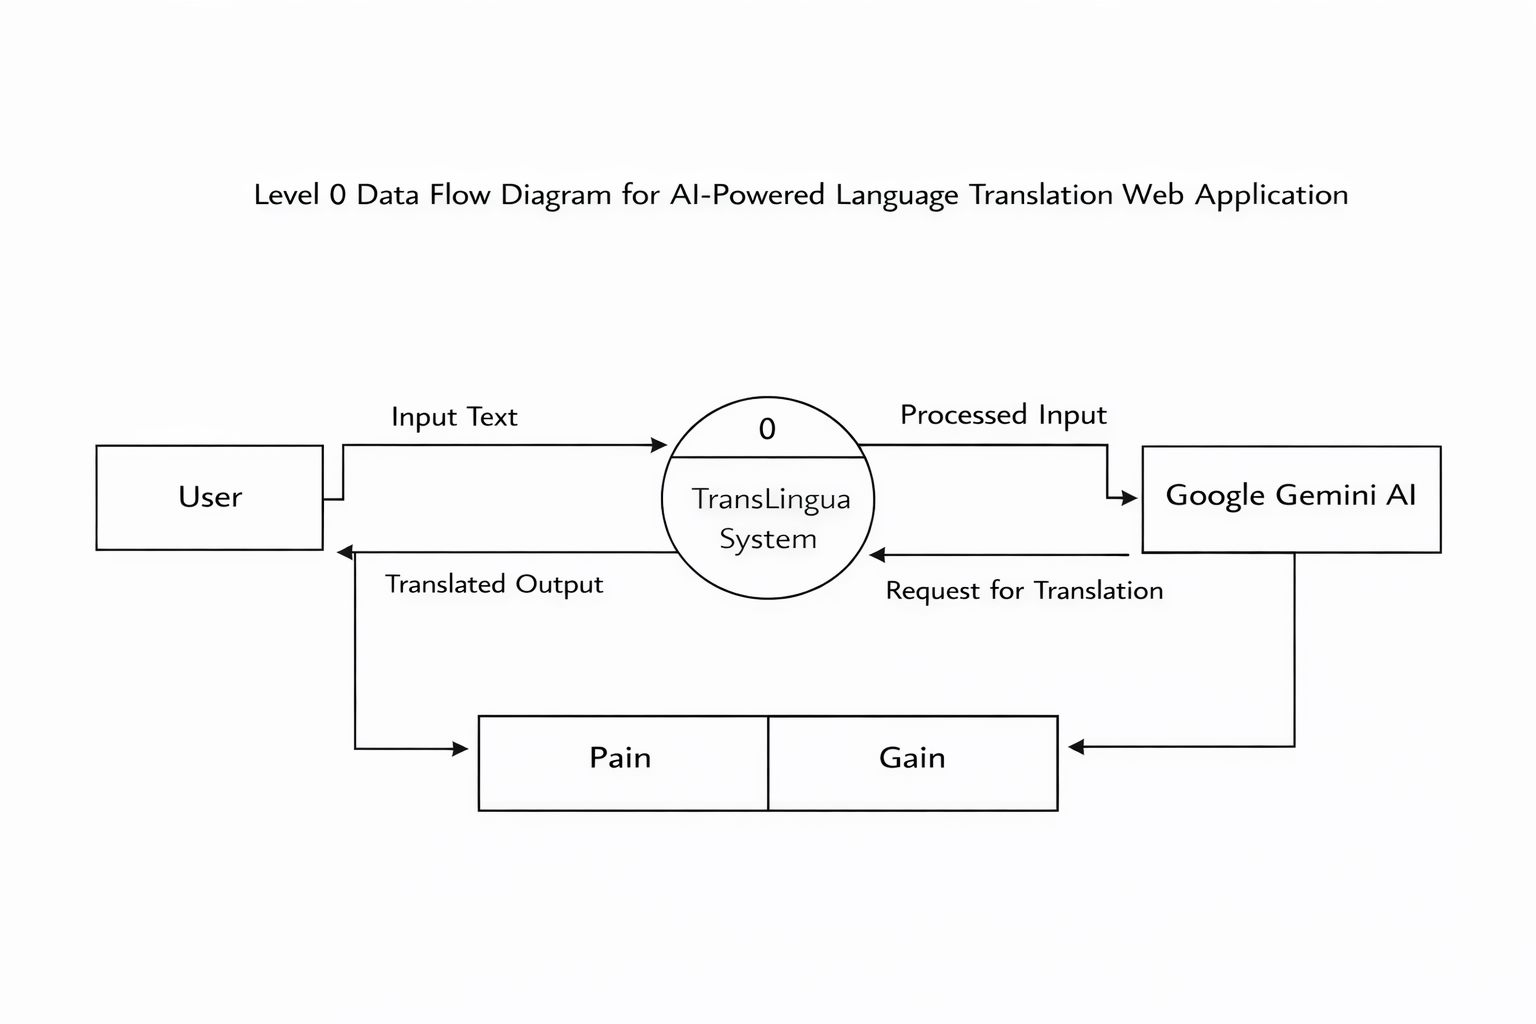 Level 0 Data Flow Diagram for AI-Powered Language Translation Web Application
Input Text
0
Processed Input
User
TransLingua
System
Google Gemini AI
Translated Output
Request for Translation
Pain
Gain